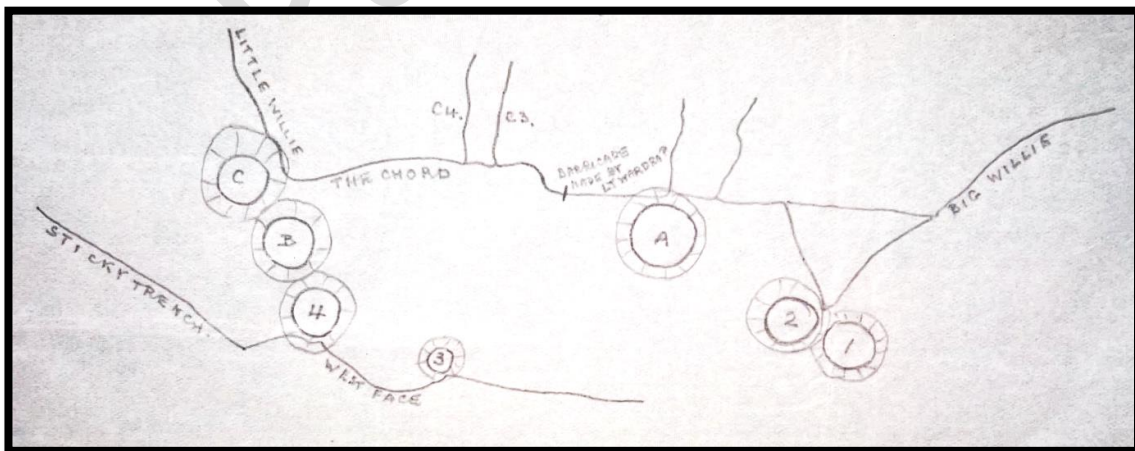 LITTLE WILLIE
C4.
C3.
THE CHORD
BARRICADE
MADE BY
LT WARDROP
BIG WILLIE
C
B
A
4
2
1
3
STICKY TRENCH.
WEST FACE